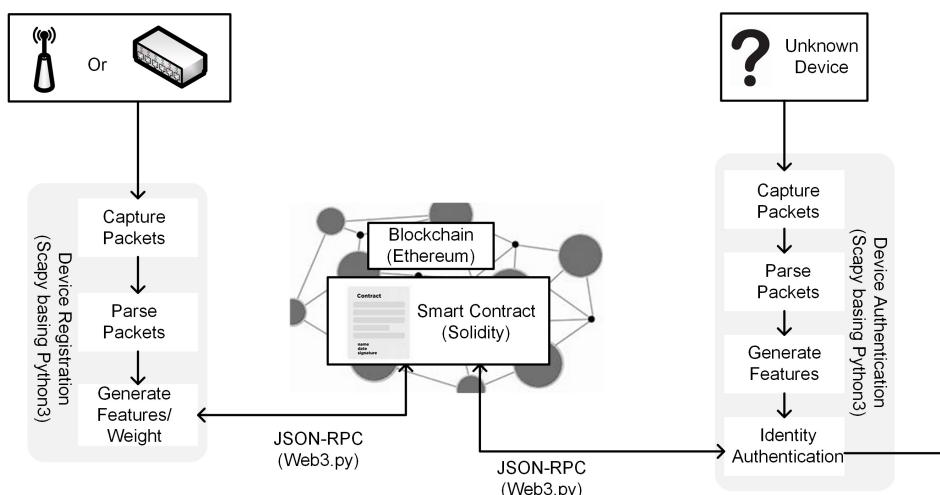 Or
Unknown
Device
Capture
Packets
Parse
Packets
Generate
Features/
Weight
Device Registration
(Scapy basing Python3)
Blockchain
(Ethereum)
Contract
name
date
signature
Smart Contract
(Solidity)
JSON-RPC
(Web3.py)
JSON-RPC
(Web3.py)
Capture
Packets
Parse
Packets
Generate
Features
Identity
Authentication
Device Authentication
(Scapy basing Python3)